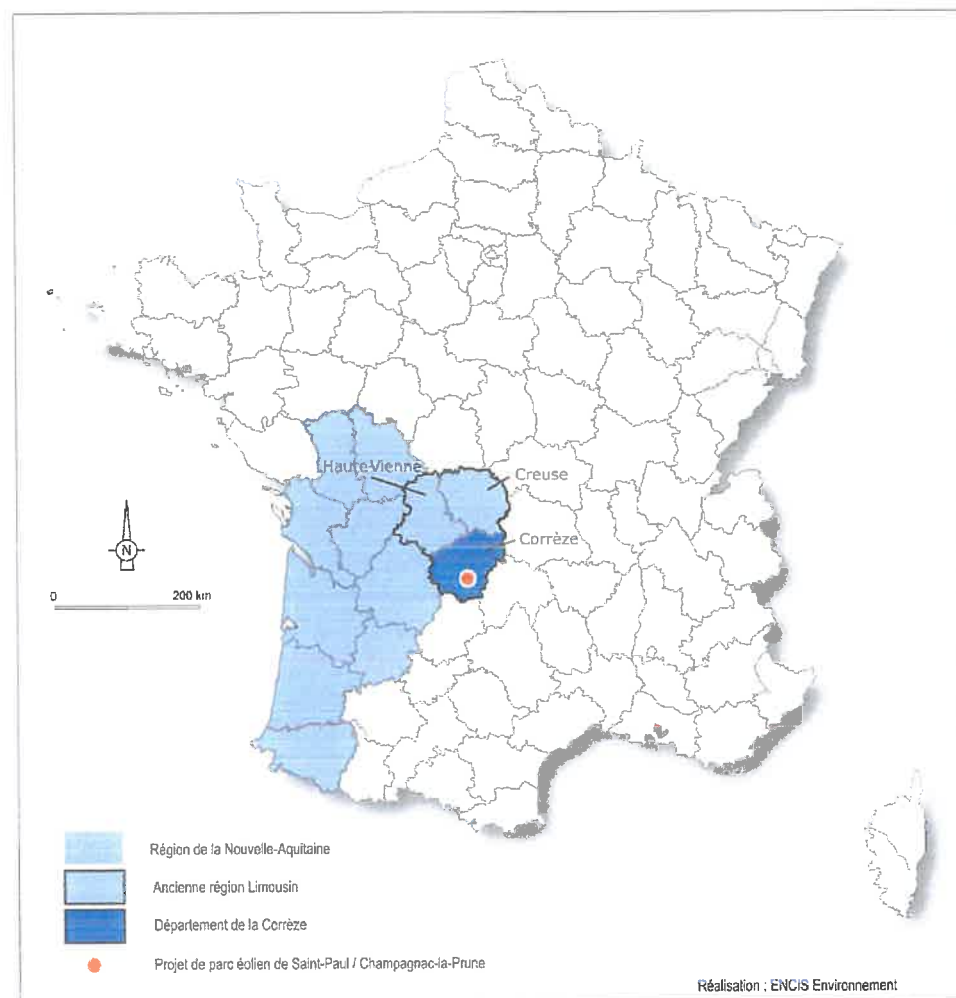 Haute-Vienne
Creuse
Corrèze
N
0 200 km
Région de la Nouvelle-Aquitaine
Ancienne région Limousin
Département de la Corrèze
Projet de parc éolien de Saint-Paul / Champagnac-la-Prune
Réalisation : ENCIS Environnement